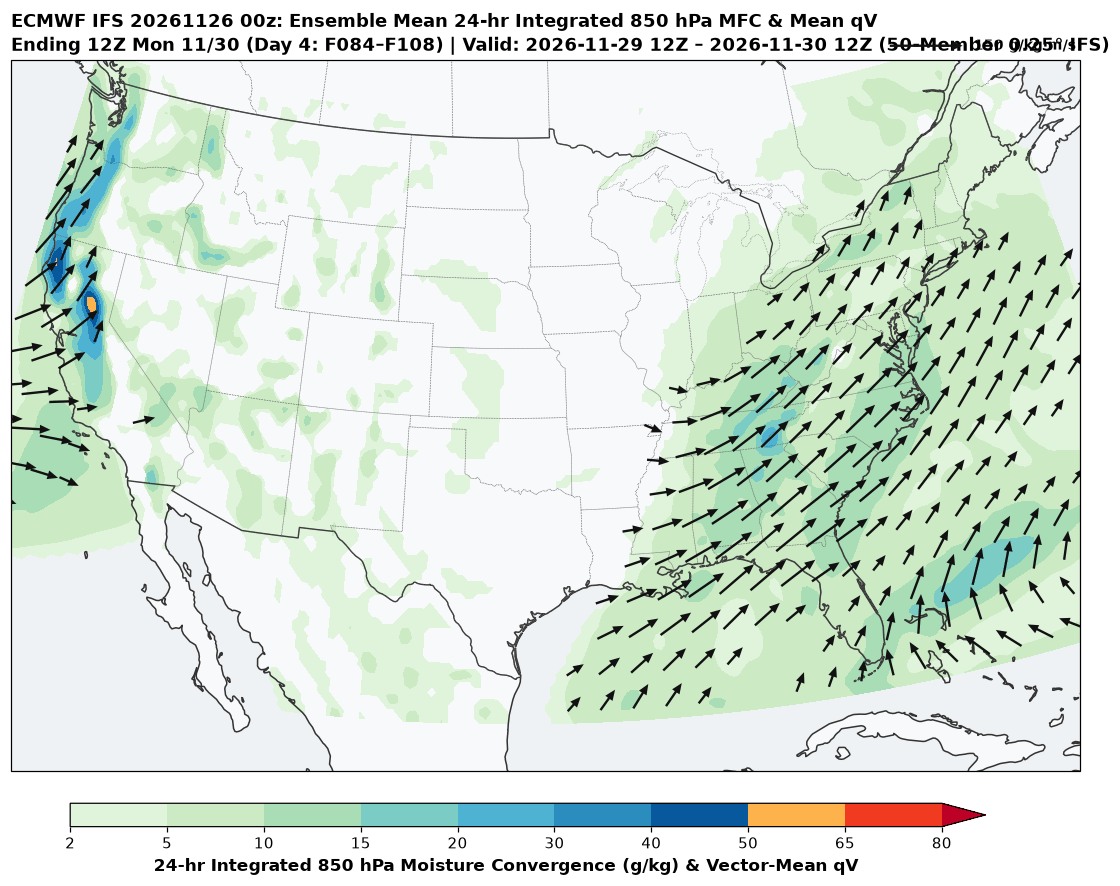 ECMWF IFS 20261126 00z: Ensemble Mean 24-hr Integrated 850 hPa MFC & Mean qV
Ending 12Z Mon 11/30 (Day 4: F084–F108) | Valid: 2026-11-29 12Z – 2026-11-30 12Z (50-Member 0.25° IFS)
2 5 10 15 20 30 40 50 65 80
24-hr Integrated 850 hPa Moisture Convergence (g/kg) & Vector-Mean qV